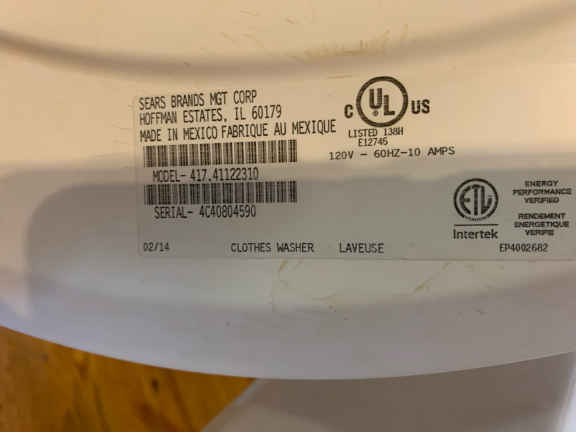 SEARS BRANDS MGT CORP
HOFFMAN ESTATES, IL 60179
MADE IN MEXICO FABRIQUE AU MEXIQUE
MODEL- 417.41122310
SERIAL- 4C40804590
02/14 CLOTHES WASHER LAVEUSE
C UL US
LISTED 138H
E12745
120V - 60HZ-10 AMPS
ETL
Intertek
ENERGY
PERFORMANCE
VERIFIED
RENDEMENT
ENERGETIQUE
VERIFIE
EP4002682